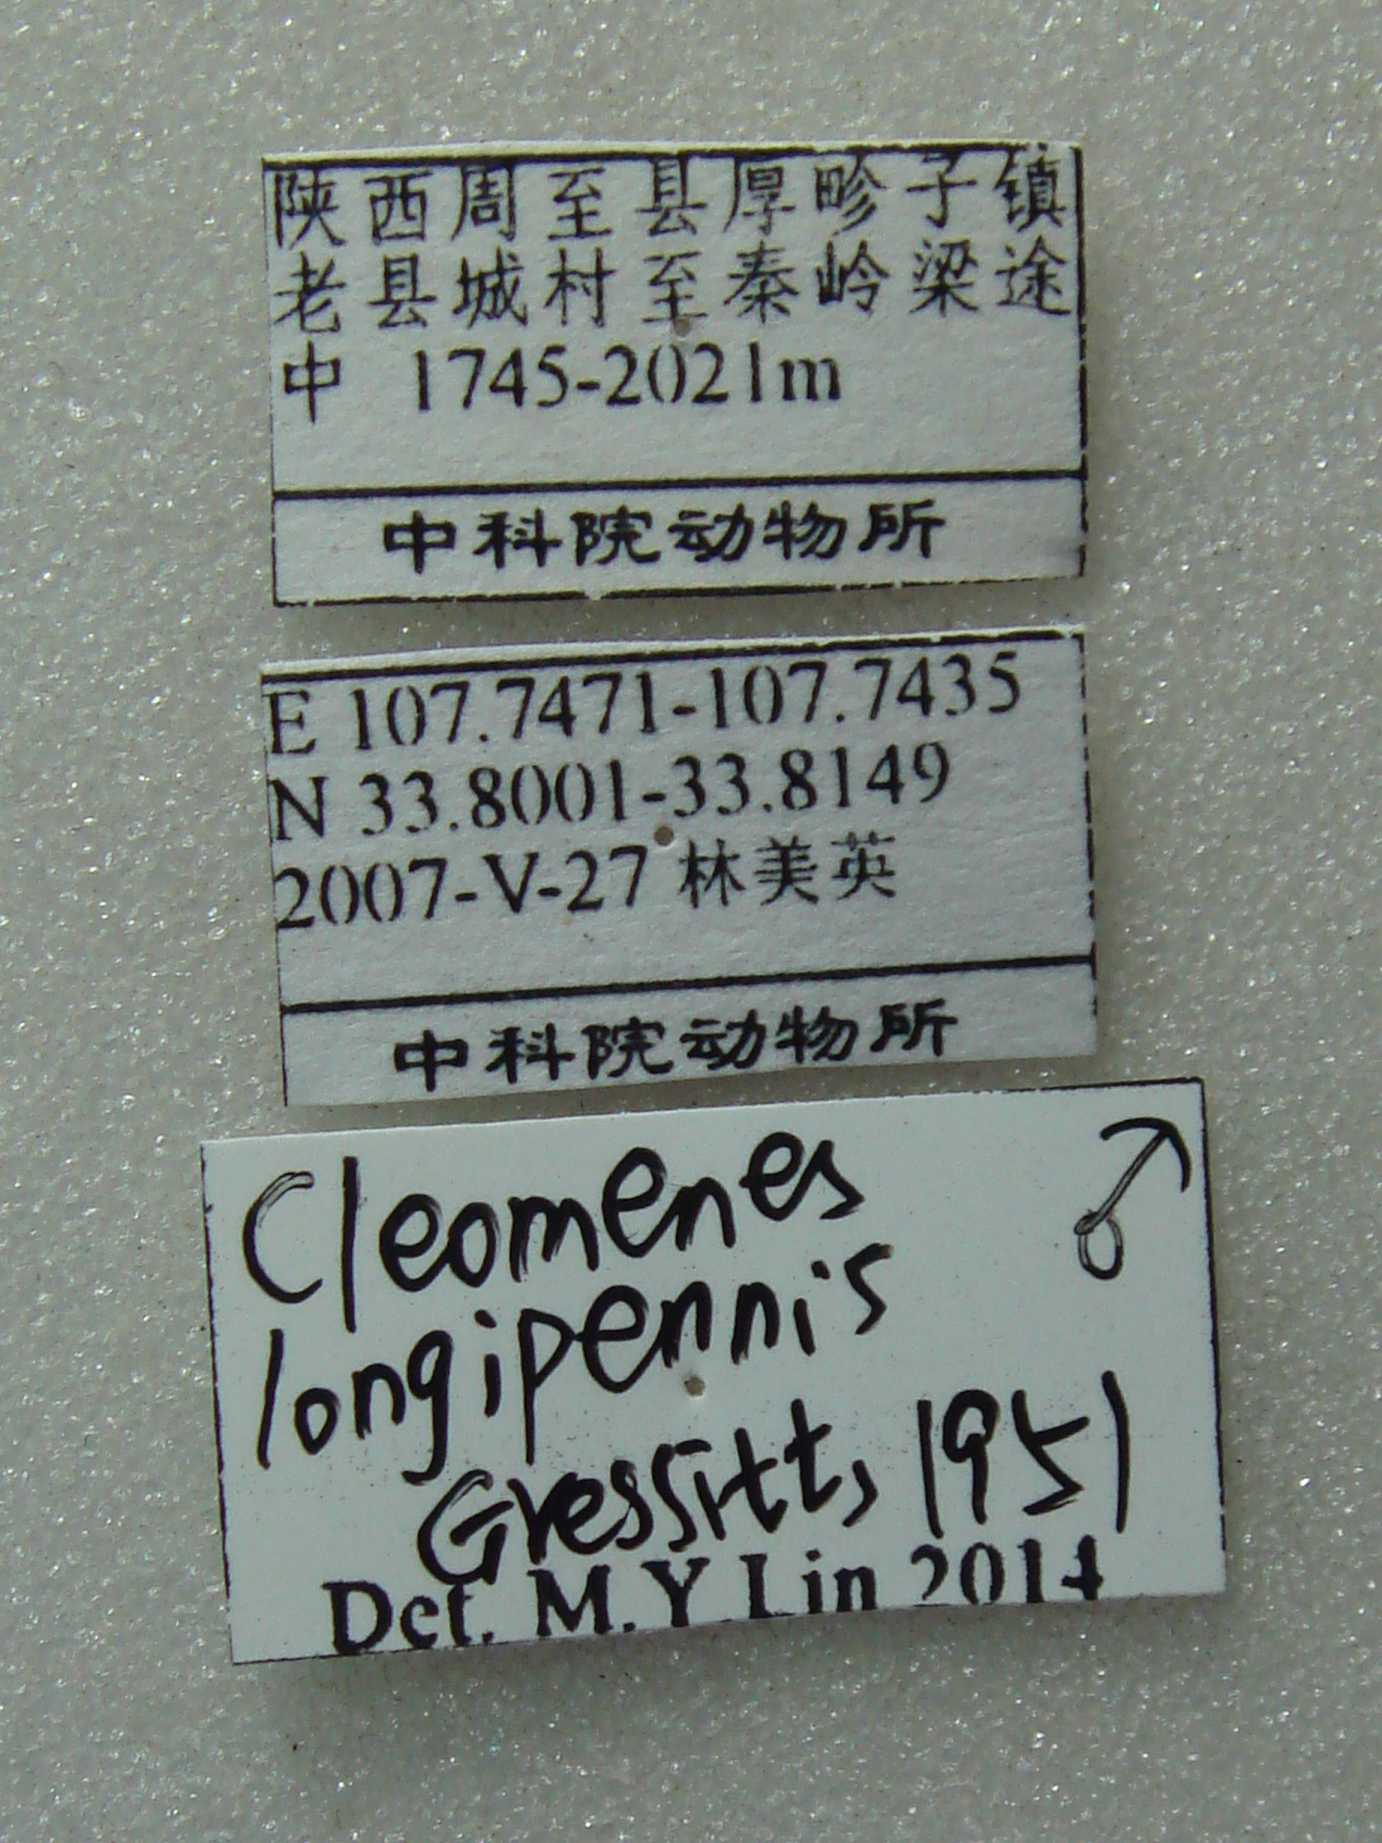 陕西周至县厚畛子镇
老县城村至秦岭梁途
中 1745-2021m
中科院动物所
E 107.7471-107.7435
N 33.8001-33.8149
2007-V-27 林美英
中科院动物所
Cleomenes ♂
longipennis
Gressitt, 1951
Det. M.Y. Lin 2014